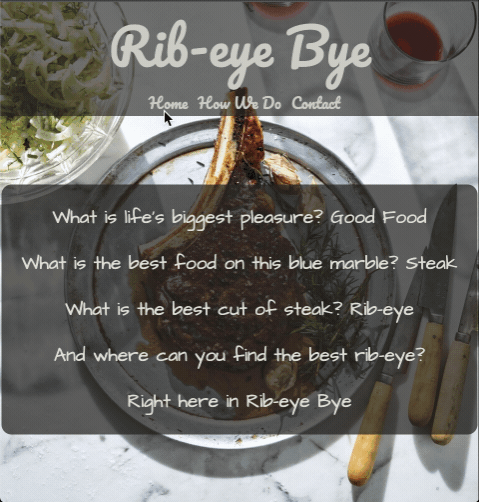 Rib-eye Bye
Home How We Do Contact
What is life's biggest pleasure? Good Food
What is the best food on this blue marble? Steak
What is the best cut of steak? Rib-eye
And where can you find the best rib-eye?
Right here in Rib-eye Bye